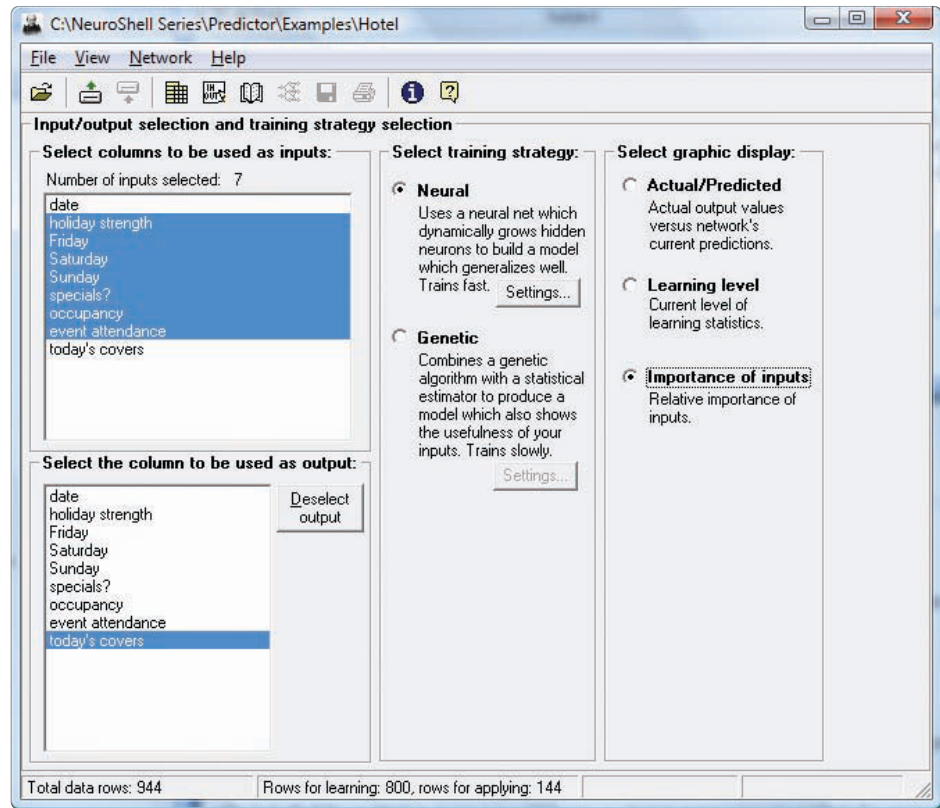 C:\NeuroShell Series\Predictor\Examples\Hotel
File View Network Help
Input/output selection and training strategy selection
Select columns to be used as inputs:
Number of inputs selected: 7
date
holiday strength
Friday
Saturday
Sunday
specials?
occupancy
event attendance
today's covers
Select the column to be used as output:
date
holiday strength
Friday
Saturday
Sunday
specials?
occupancy
event attendance
today's covers
Deselect
output
Select training strategy:
Neural
Uses a neural net which
dynamically grows hidden
neurons to build a model
which generalizes well.
Trains fast.
Settings...
Genetic
Combines a genetic
algorithm with a statistical
estimator to produce a
model which also shows
the usefulness of your
inputs. Trains slowly.
Settings...
Select graphic display:
Actual/Predicted
Actual output values
versus network's
current predictions.
Learning level
Current level of
learning statistics.
Importance of inputs
Relative importance of
inputs.
Total data rows: 944
Rows for learning: 800, rows for applying: 144